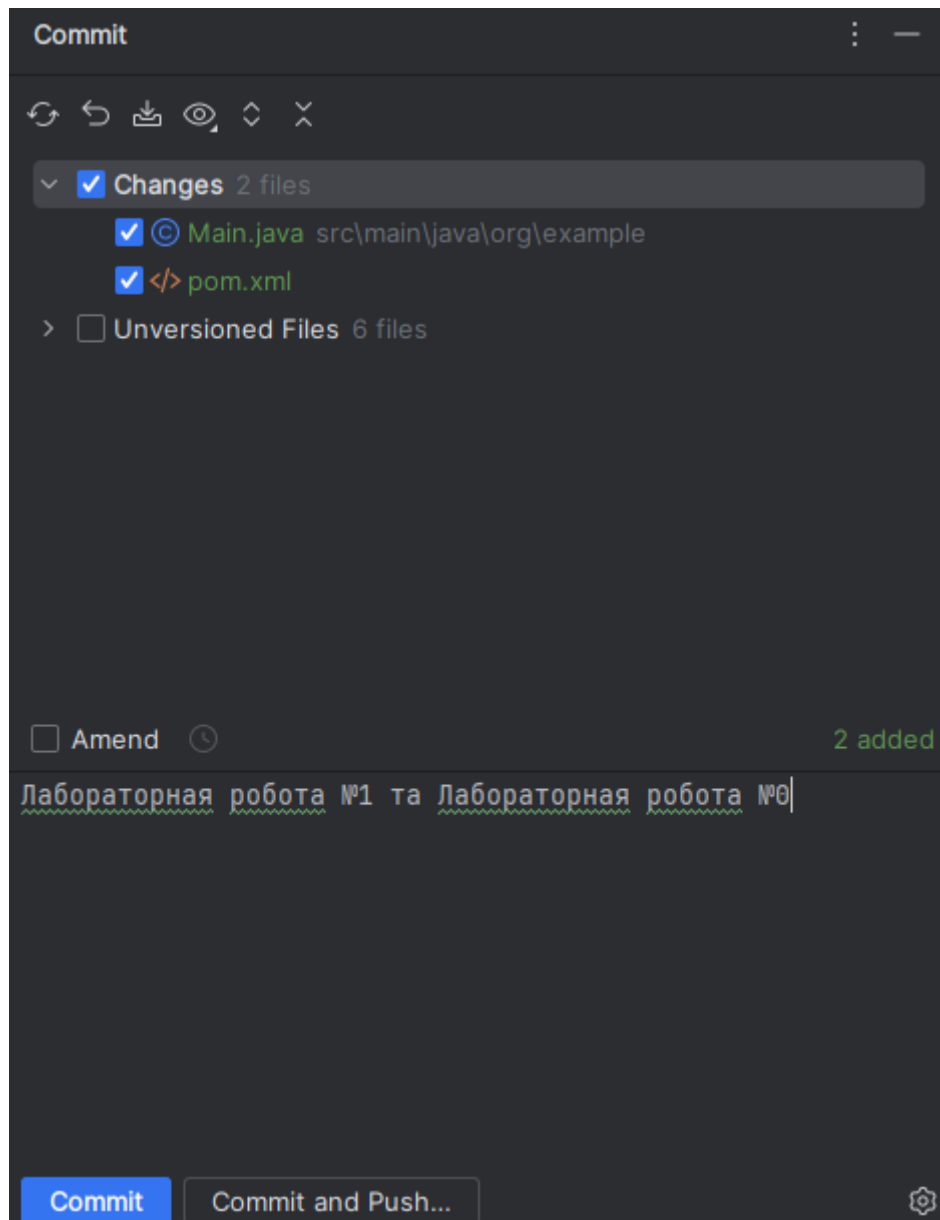 Commit
Changes 2 files
Main.java src\main\java\org\example
</> pom.xml
Unversioned Files 6 files
Amend 2 added
Лабораторная робота №1 та Лабораторная робота №0
Commit Commit and Push...